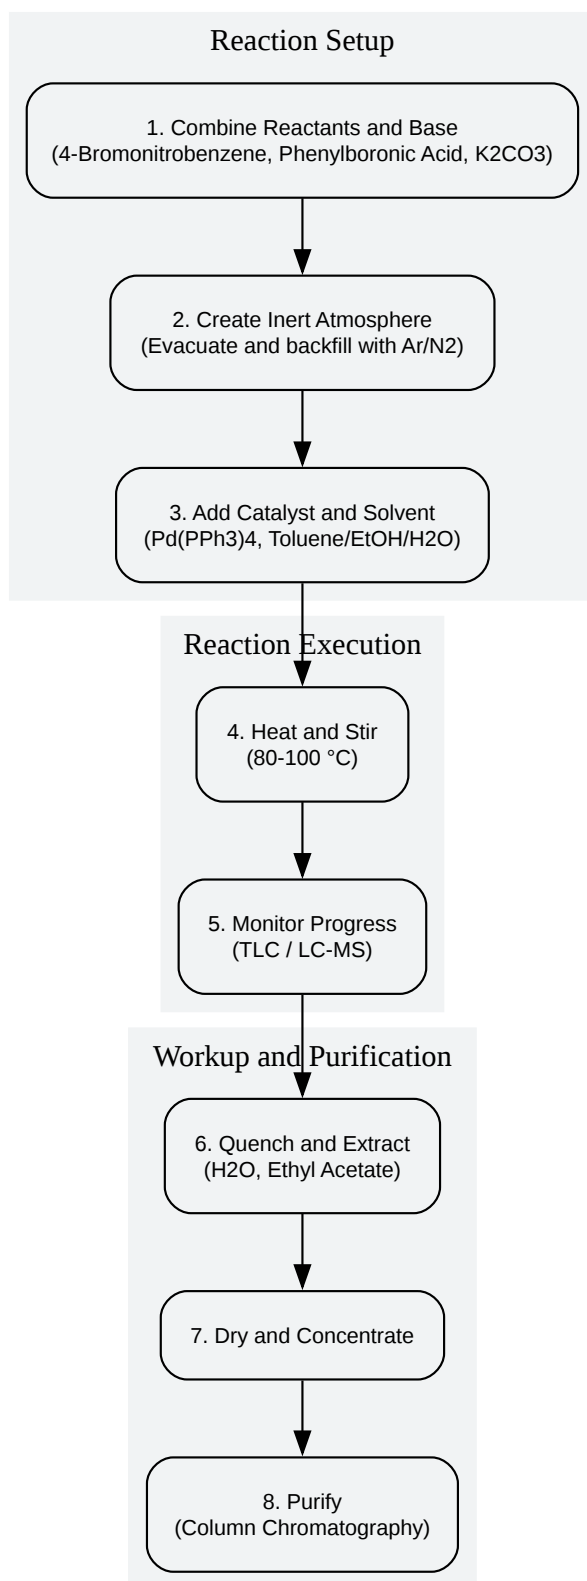 Reaction Setup
1. Combine Reactants and Base
(4-Bromonitrobenzene, Phenylboronic Acid, K2CO3)
2. Create Inert Atmosphere
(Evacuate and backfill with Ar/N2)
3. Add Catalyst and Solvent
(Pd(PPh3)4, Toluene/EtOH/H2O)
Reaction Execution
4. Heat and Stir
(80-100 °C)
5. Monitor Progress
(TLC / LC-MS)
Workup and Purification
6. Quench and Extract
(H2O, Ethyl Acetate)
7. Dry and Concentrate
8. Purify
(Column Chromatography)